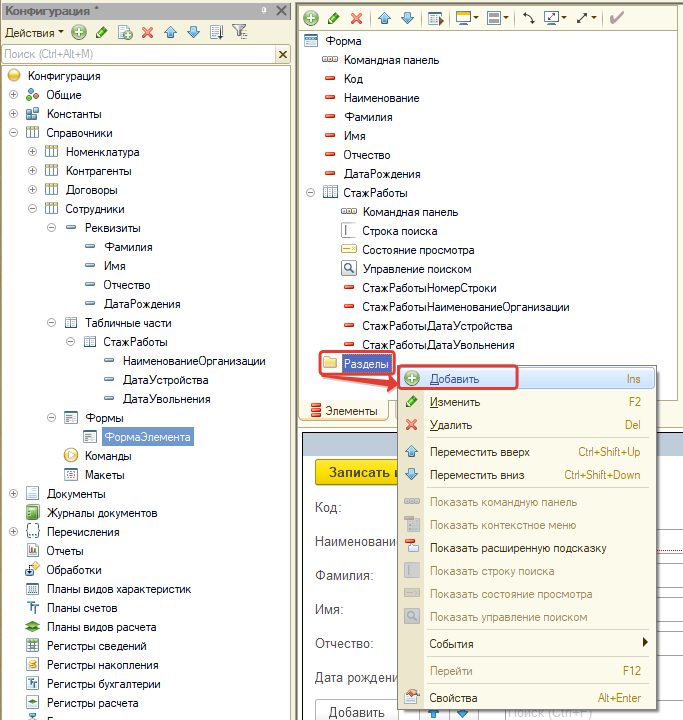 Конфигурация *
Действия
Поиск (Ctrl+Alt+M)
Конфигурация
Общие
Константы
Справочники
Номенклатура
Контрагенты
Договоры
Сотрудники
Реквизиты
Фамилия
Имя
Отчество
ДатаРождения
Табличные части
СтажРаботы
НаименованиеОрганизации
ДатаУстройства
ДатаУвольнения
Формы
ФормаЭлемента
Команды
Макеты
Документы
Журналы документов
Перечисления
Отчеты
Обработки
Планы видов характеристик
Планы счетов
Планы видов расчета
Регистры сведений
Регистры накопления
Регистры бухгалтерии
Регистры расчета
Форма
Командная панель
Код
Наименование
Фамилия
Имя
Отчество
ДатаРождения
СтажРаботы
Командная панель
Строка поиска
Состояние просмотра
Управление поиском
СтажРаботыНомерСтроки
СтажРаботыНаименованиеОрганизации
СтажРаботыДатаУстройства
СтажРаботыДатаУвольнения
Разделы
Элементы
Добавить Ins
Изменить F2
Удалить Del
Переместить вверх Ctrl+Shift+Up
Переместить вниз Ctrl+Shift+Down
Показать командную панель
Показать контекстное меню
Показать расширенную подсказку
Показать строку поиска
Показать состояние просмотра
Показать управление поиском
События
Перейти F12
Свойства Alt+Enter
Записать и
Код:
Наименовани
Фамилия:
Имя:
Отчество:
Дата рожден
Добавить
Поиск (Ctrl+F)